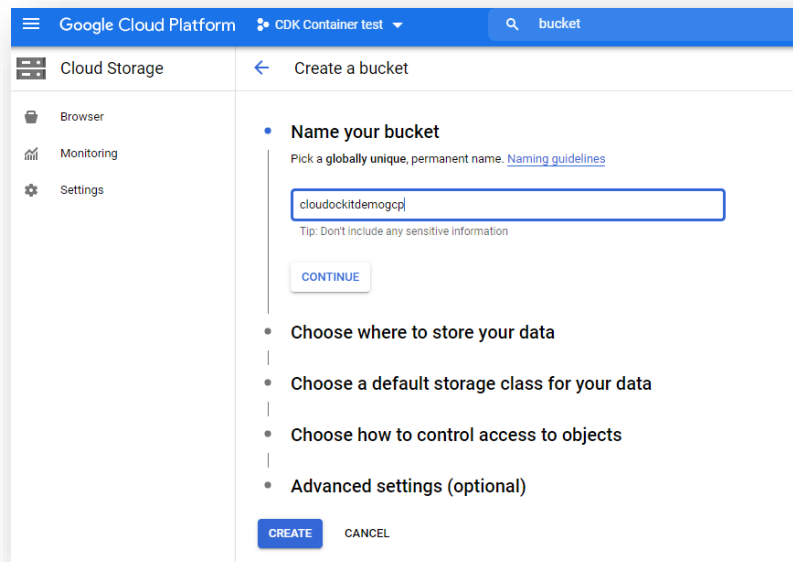 Google Cloud Platform CDK Container test bucket
Cloud Storage
Create a bucket
Browser
Monitoring
Settings
Name your bucket
Pick a globally unique, permanent name. Naming guidelines
cloudockitdemogcp
Tip: Don't include any sensitive information
CONTINUE
Choose where to store your data
Choose a default storage class for your data
Choose how to control access to objects
Advanced settings (optional)
CREATE CANCEL